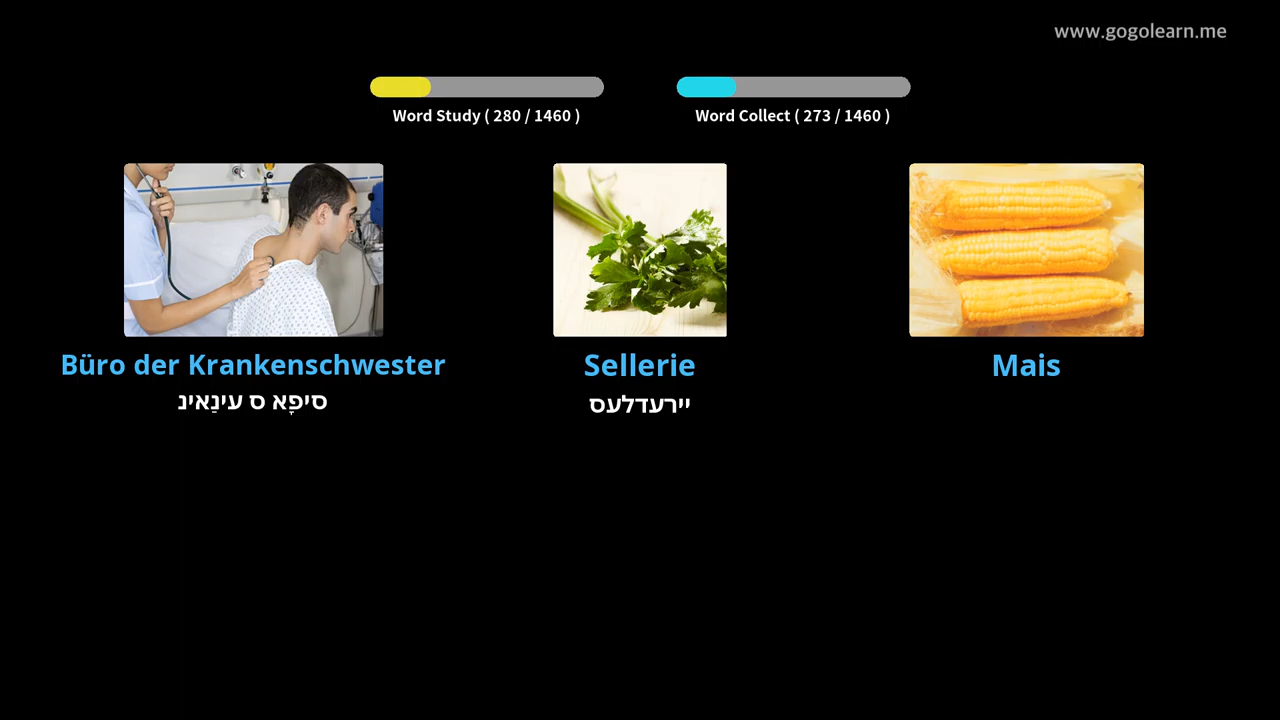 www.gogolearn.me
Word Study ( 280 / 1460 )
Word Collect ( 273 / 1460 )
Büro der Krankenschwester
סיפָא ס עינַאינ
Sellerie
יירעדלעס
Mais